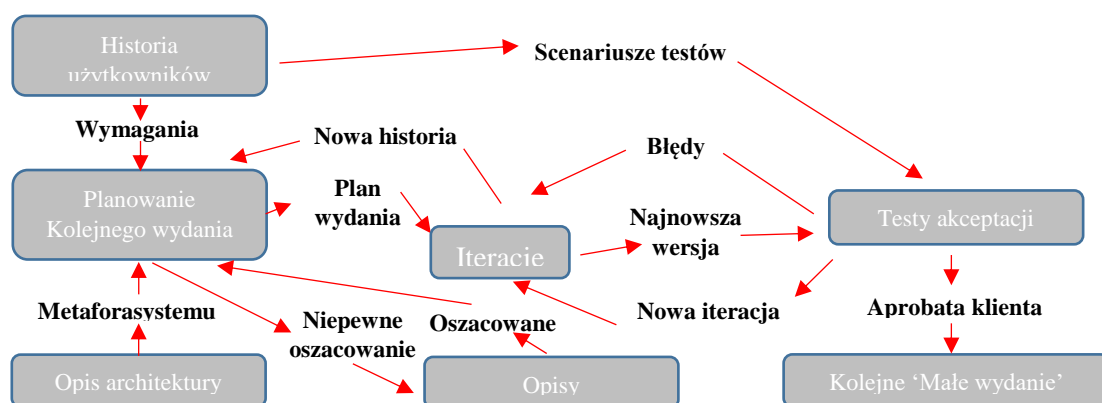 Historia
użytkowników
Scenariusze testów
Wymagania
Nowa historia
Błędy
Planowanie
Kolejnego wydania
Plan
wydania
Najnowsza
wersja
Testy akceptacji
Iteracie
Metaforasystemu
Niepewne
oszacowanie
Oszacowane
Nowa iteracja
Aprobata klienta
Opis architektury
Opisy
Kolejne ‘Małe wydanie’